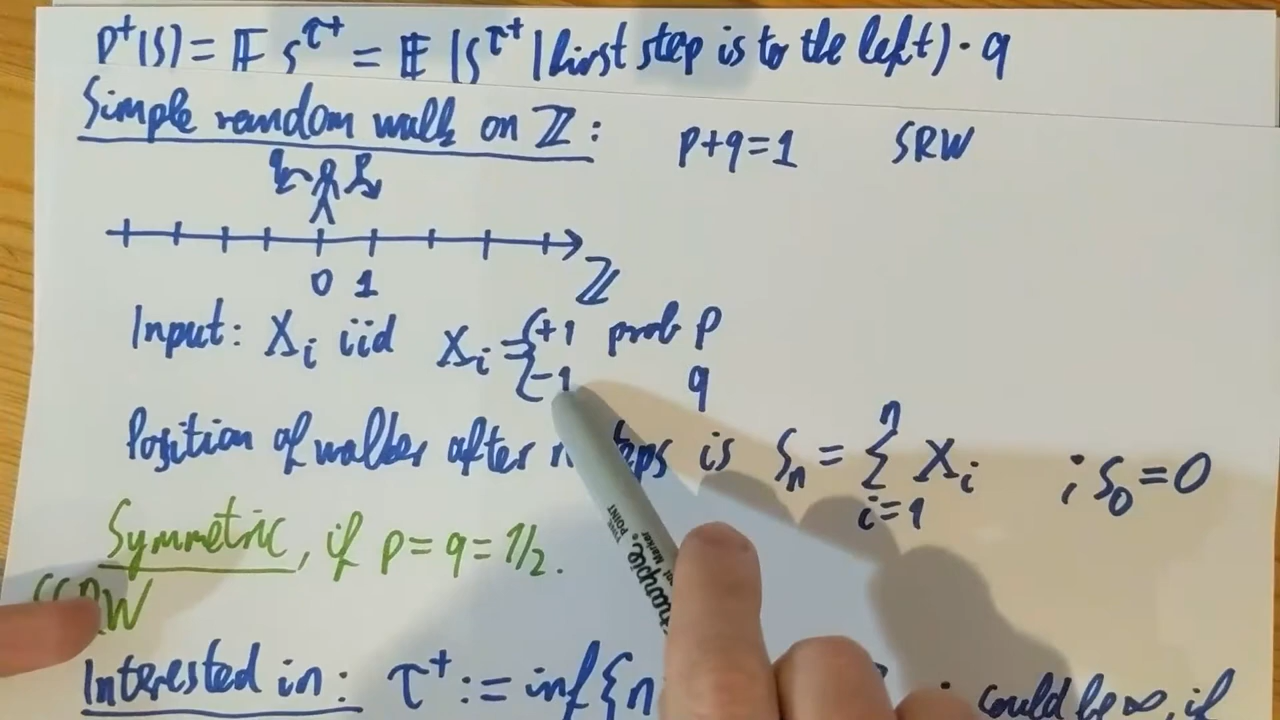 P⁺(s) = 𝔼 s^τ⁺ = 𝔼 (s^τ⁺ | first step is to the left) · q
Simple random walk on ℤ: p+q=1 SRW
0 1 ℤ
Input: Xᵢ iid Xᵢ = { +1 prob p
-1 q
Position of walker after n steps is Sₙ = Σⁿᵢ₌₁ Xᵢ ; S₀ = 0
Symmetric, if p = q = 1/2.
Interested in: τ⁺ := inf{n ; could be ∞, if
Sharpie
POINT